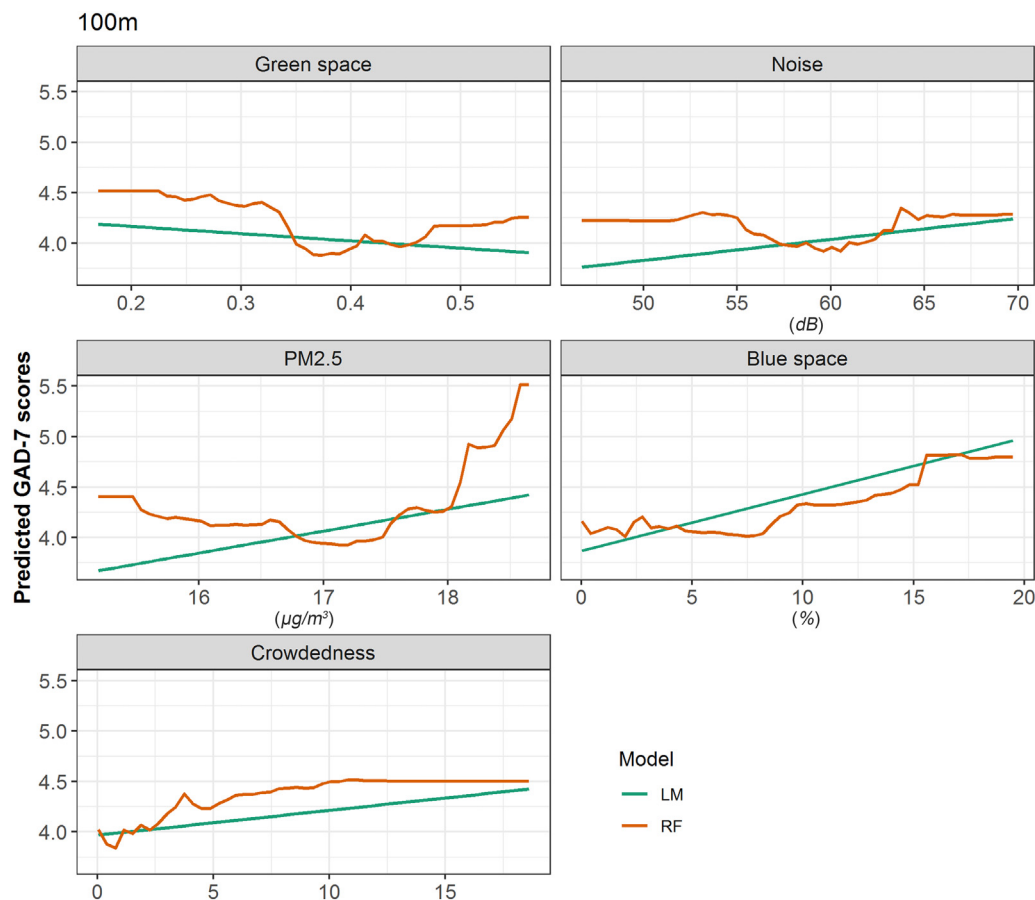 100m
Green space
Noise
5.5
5.0
4.5
4.0
0.2 0.3 0.4 0.5
50 55 60 65 70
(dB)
PM2.5
Blue space
Predicted GAD-7 scores
5.5
5.0
4.5
4.0
16 17 18
0 5 10 15 20
(µg/m³)
(%)
Crowdedness
5.5
5.0
4.5
4.0
0 5 10 15
Model
LM
RF